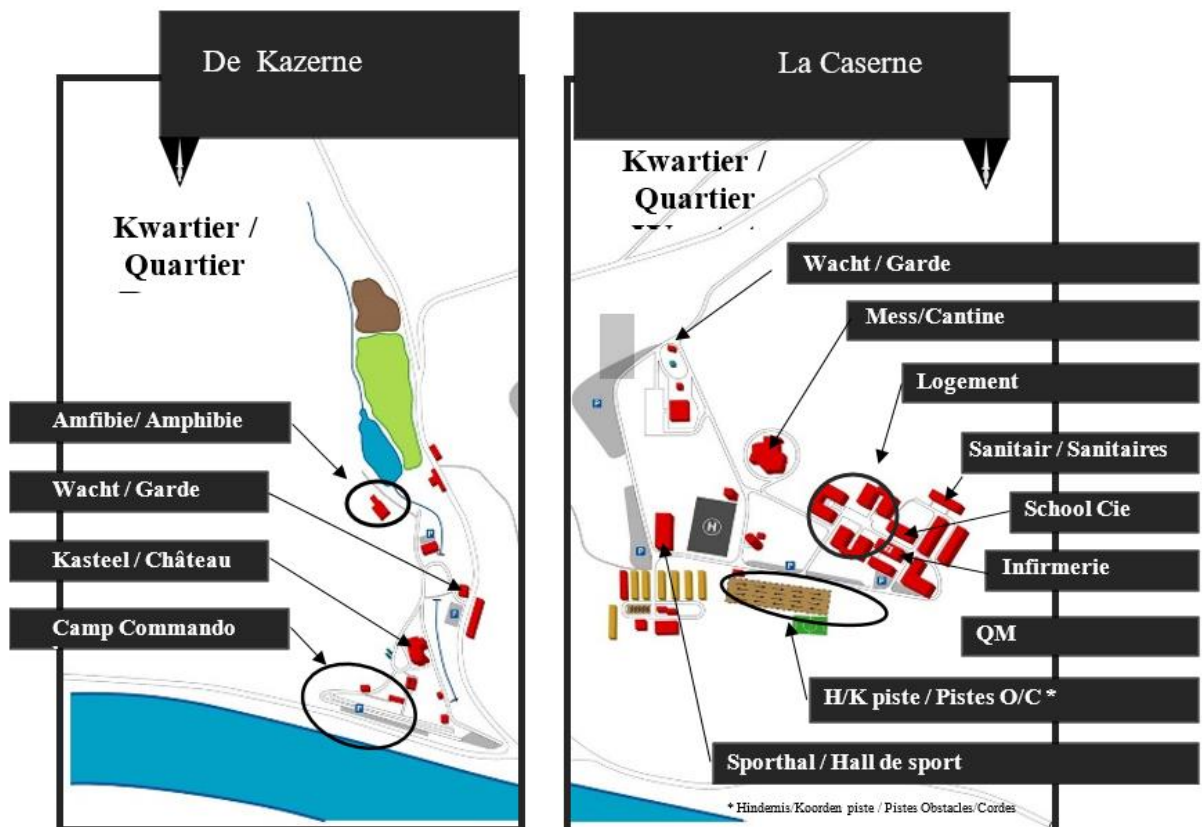 De Kazerne
Kwartier /
Quartier
Amfibie/ Amphibie
Wacht / Garde
Kasteel / Château
Camp Commando
P
P
P
La Caserne
Kwartier /
Quartier
Wacht / Garde
Mess/Cantine
Logement
Sanitair / Sanitaires
School Cie
Infirmerie
QM
H/K piste / Pistes O/C *
Sporthal / Hall de sport
* Hindernis/Koorden piste / Pistes Obstacles/Cordes
P
H
P
P